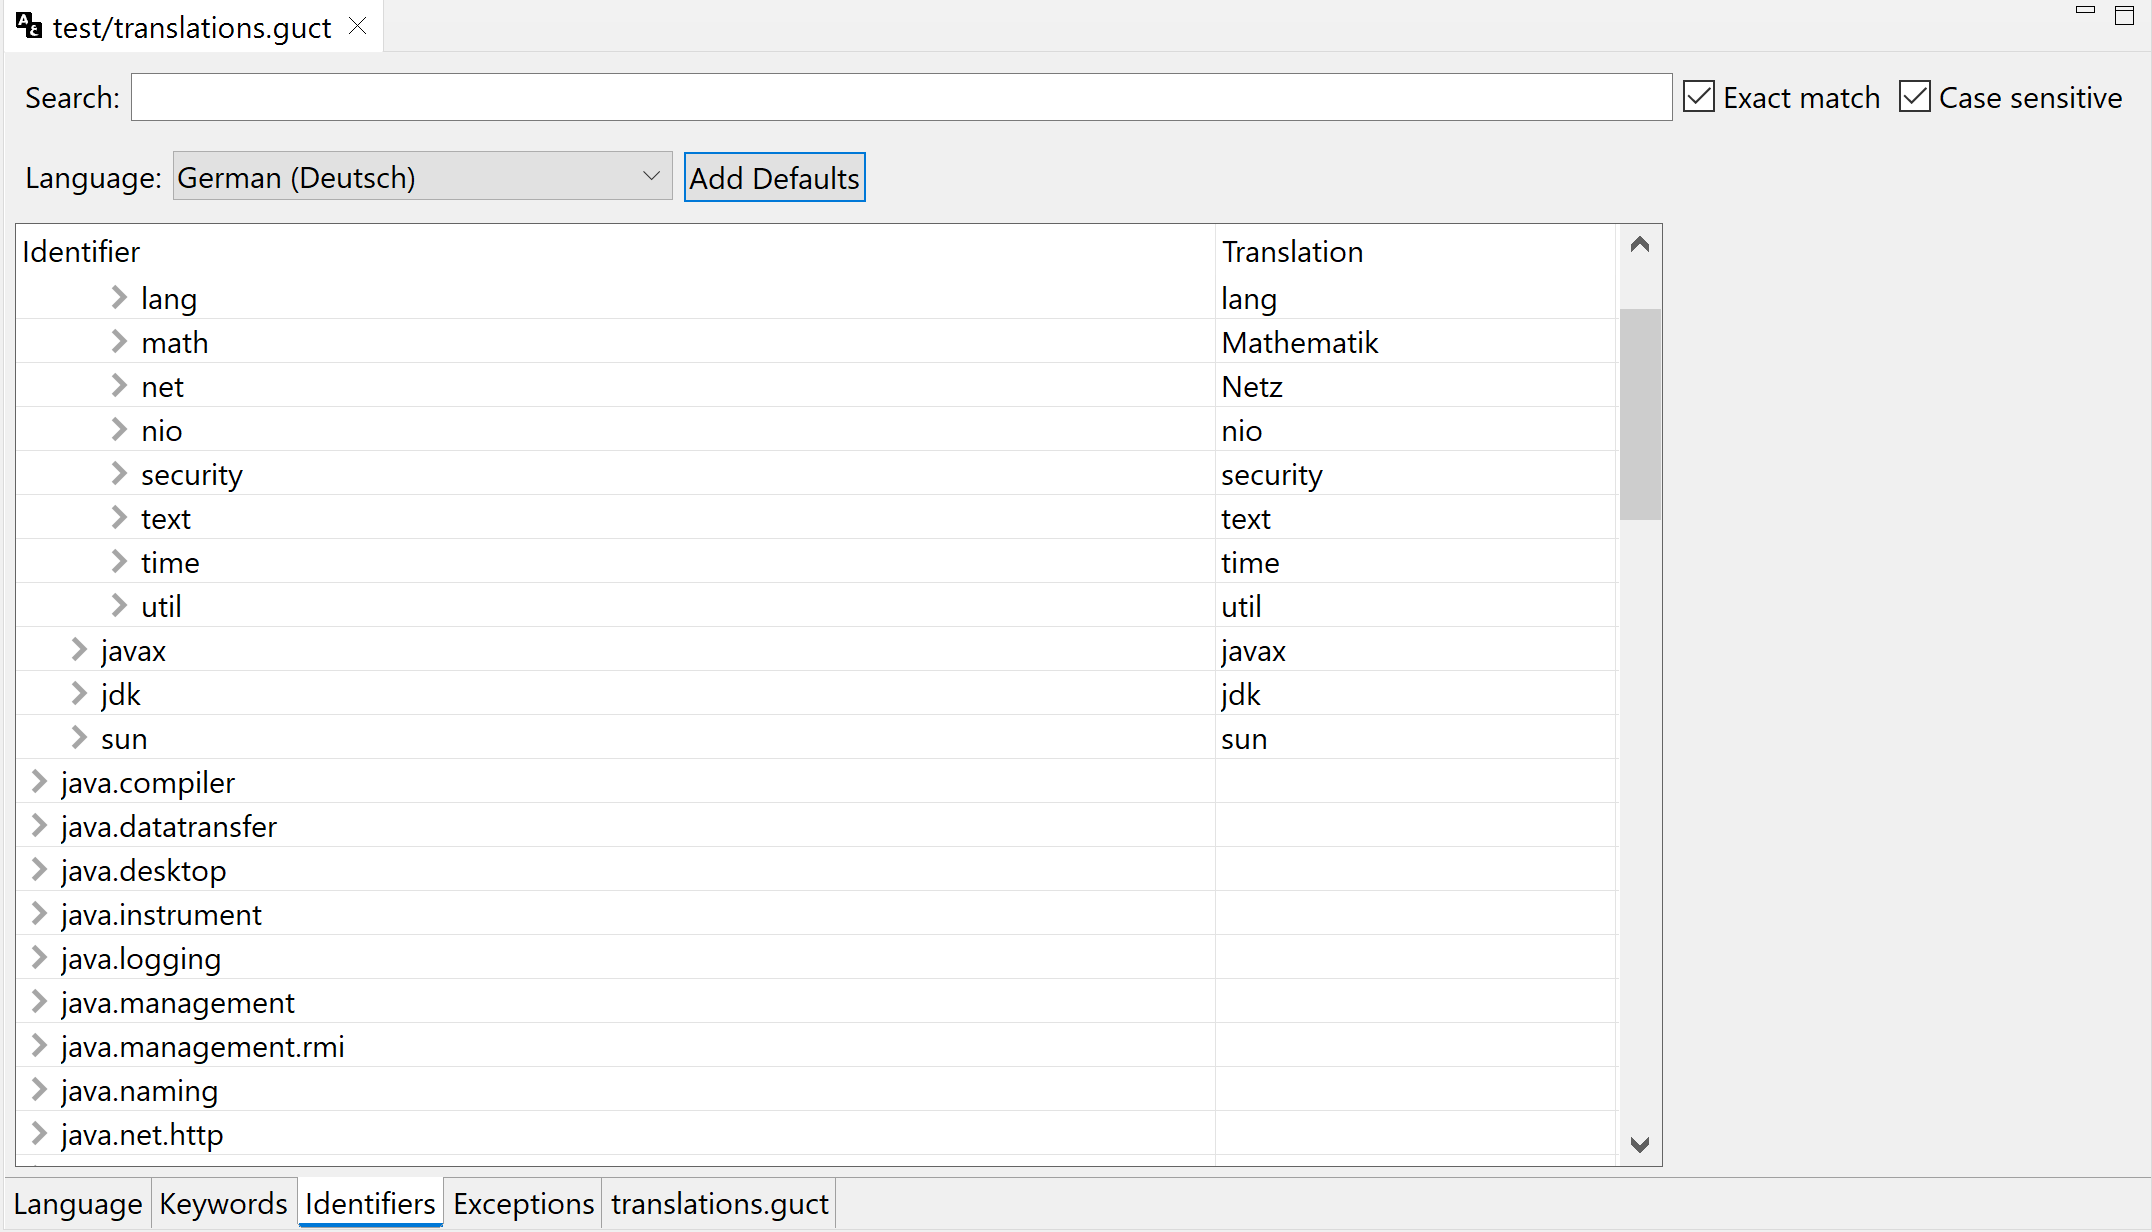 test/translations.guct
Search: Exact match Case sensitive
Language: German (Deutsch) Add Defaults
Identifier Translation
lang lang
math Mathematik
net Netz
nio nio
security security
text text
time time
util util
javax javax
jdk jdk
sun sun
java.compiler
java.datatransfer
java.desktop
java.instrument
java.logging
java.management
java.management.rmi
java.naming
java.net.http
Language Keywords Identifiers Exceptions translations.guct